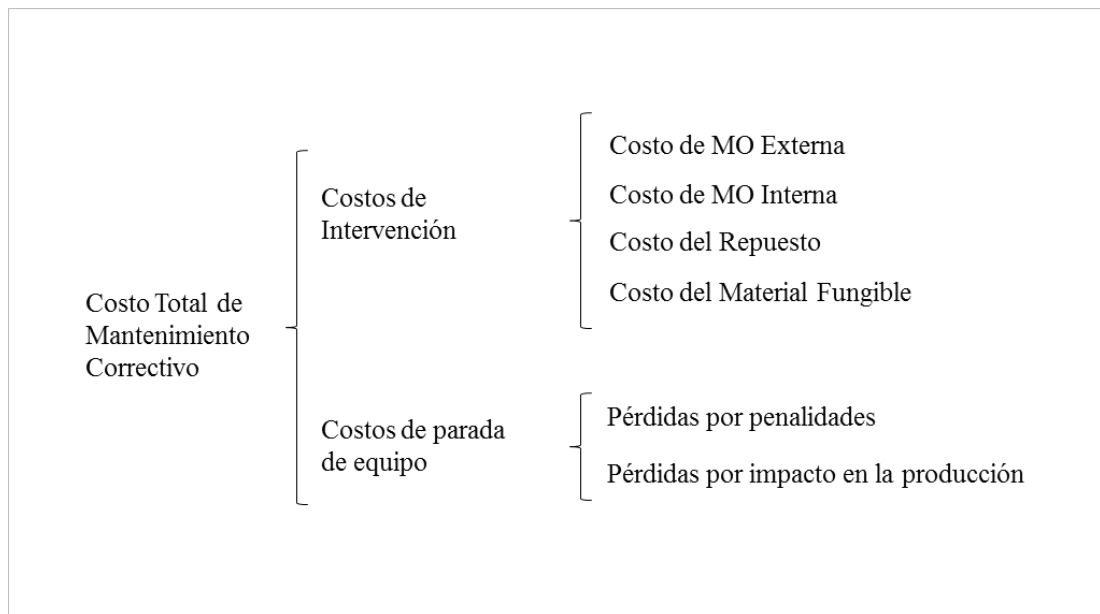 Costo Total de
Mantenimiento
Correctivo
Costos de
Intervención
Costo de MO Externa
Costo de MO Interna
Costo del Repuesto
Costo del Material Fungible
Costos de parada
de equipo
Pérdidas por penalidades
Pérdidas por impacto en la producción